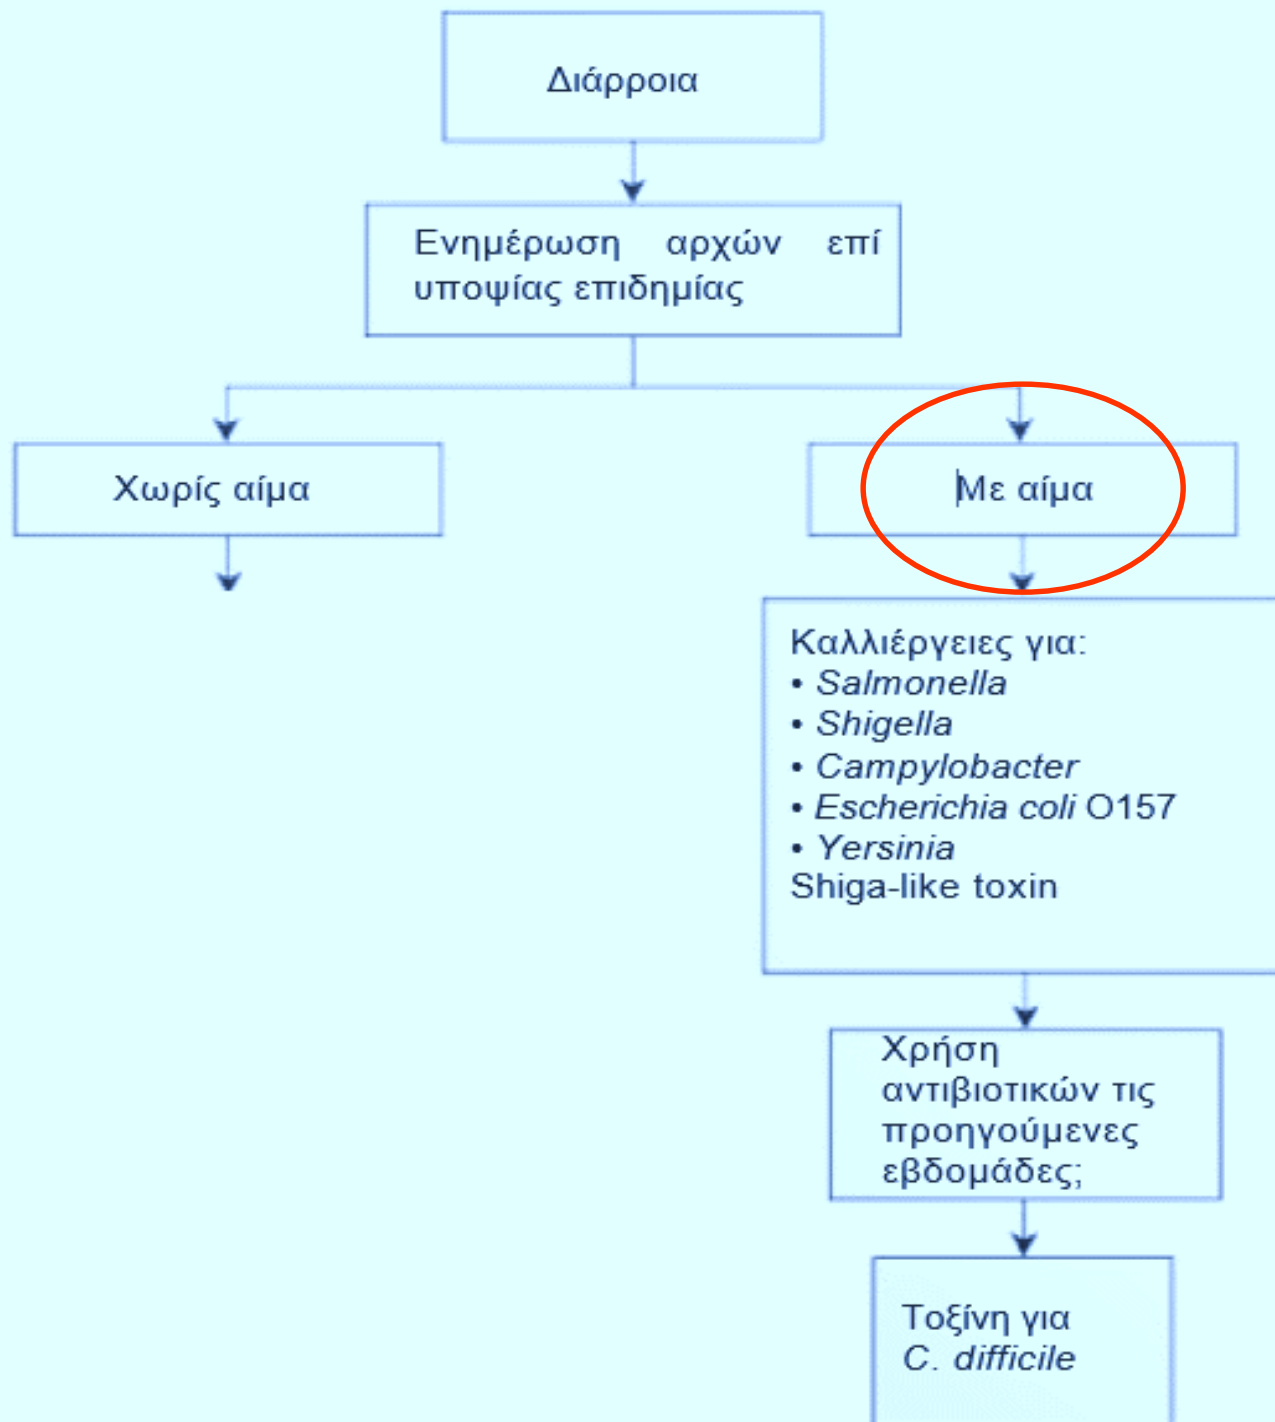 Διάρροια
Ενημέρωση αρχών επί
υποψίας επιδημίας
Χωρίς αίμα
Με αίμα
Καλλιέργειες για:
• Salmonella
• Shigella
• Campylobacter
• Escherichia coli O157
• Yersinia
Shiga-like toxin
Χρήση
αντιβιοτικών τις
προηγούμενες
εβδομάδες;
Τοξίνη για
C. difficile